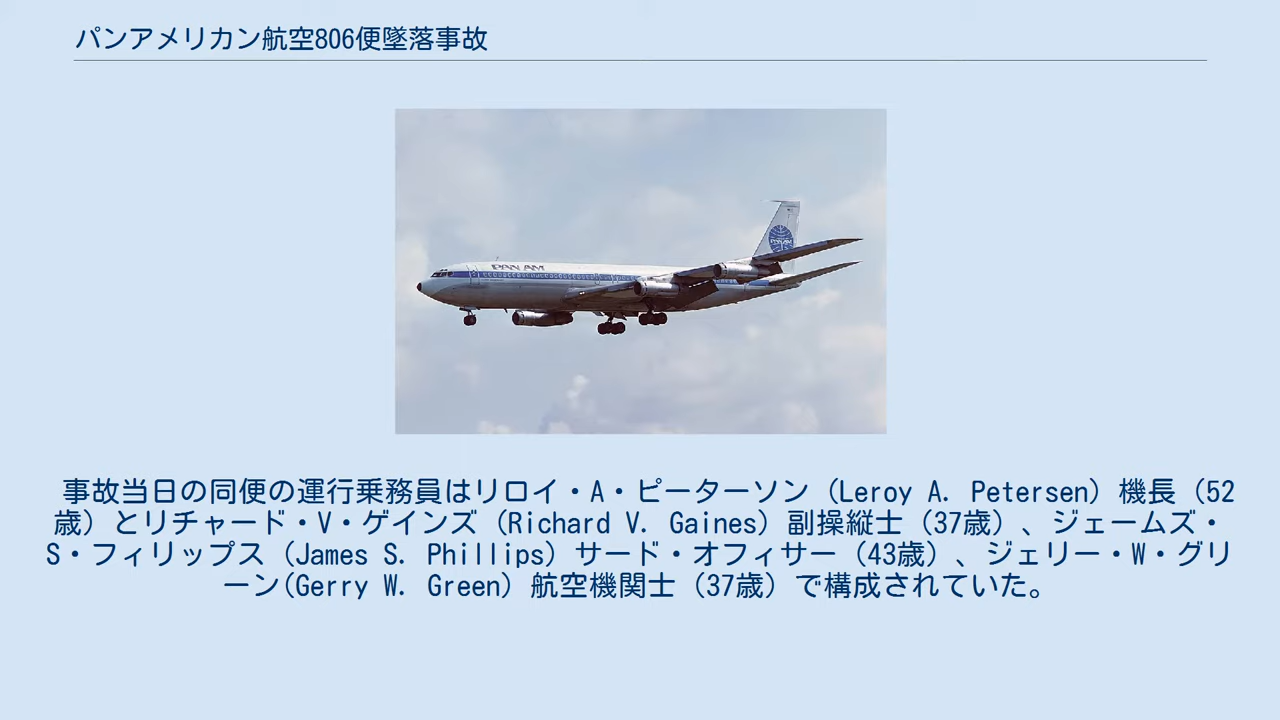 パンアメリカン航空806便墜落事故
PAN AM
PAN AM
事故当日の同便の運行乗務員はリロイ・A・ピーターソン（Leroy A. Petersen）機長（52
歳）とリチャード・V・ゲインズ（Richard V. Gaines）副操縦士（37歳）、ジェームズ・
S・フィリップス（James S. Phillips）サード・オフィサー（43歳）、ジェリー・W・グリ
ーン(Gerry W. Green）航空機関士（37歳）で構成されていた。